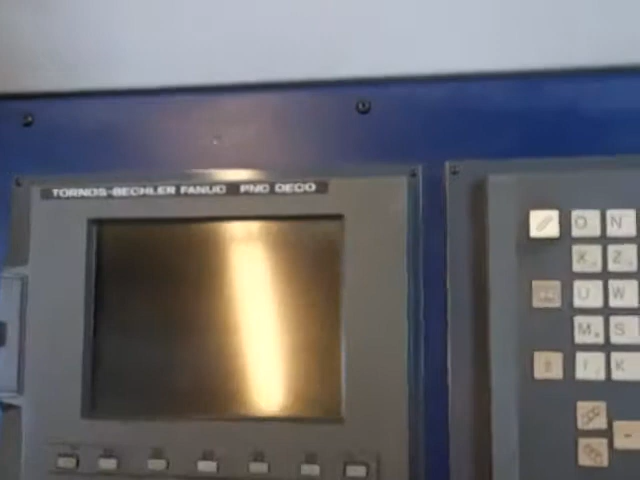 TORNOS-BECHLER FANUC PNC DECO
O N
X Z
U W
M S
I K